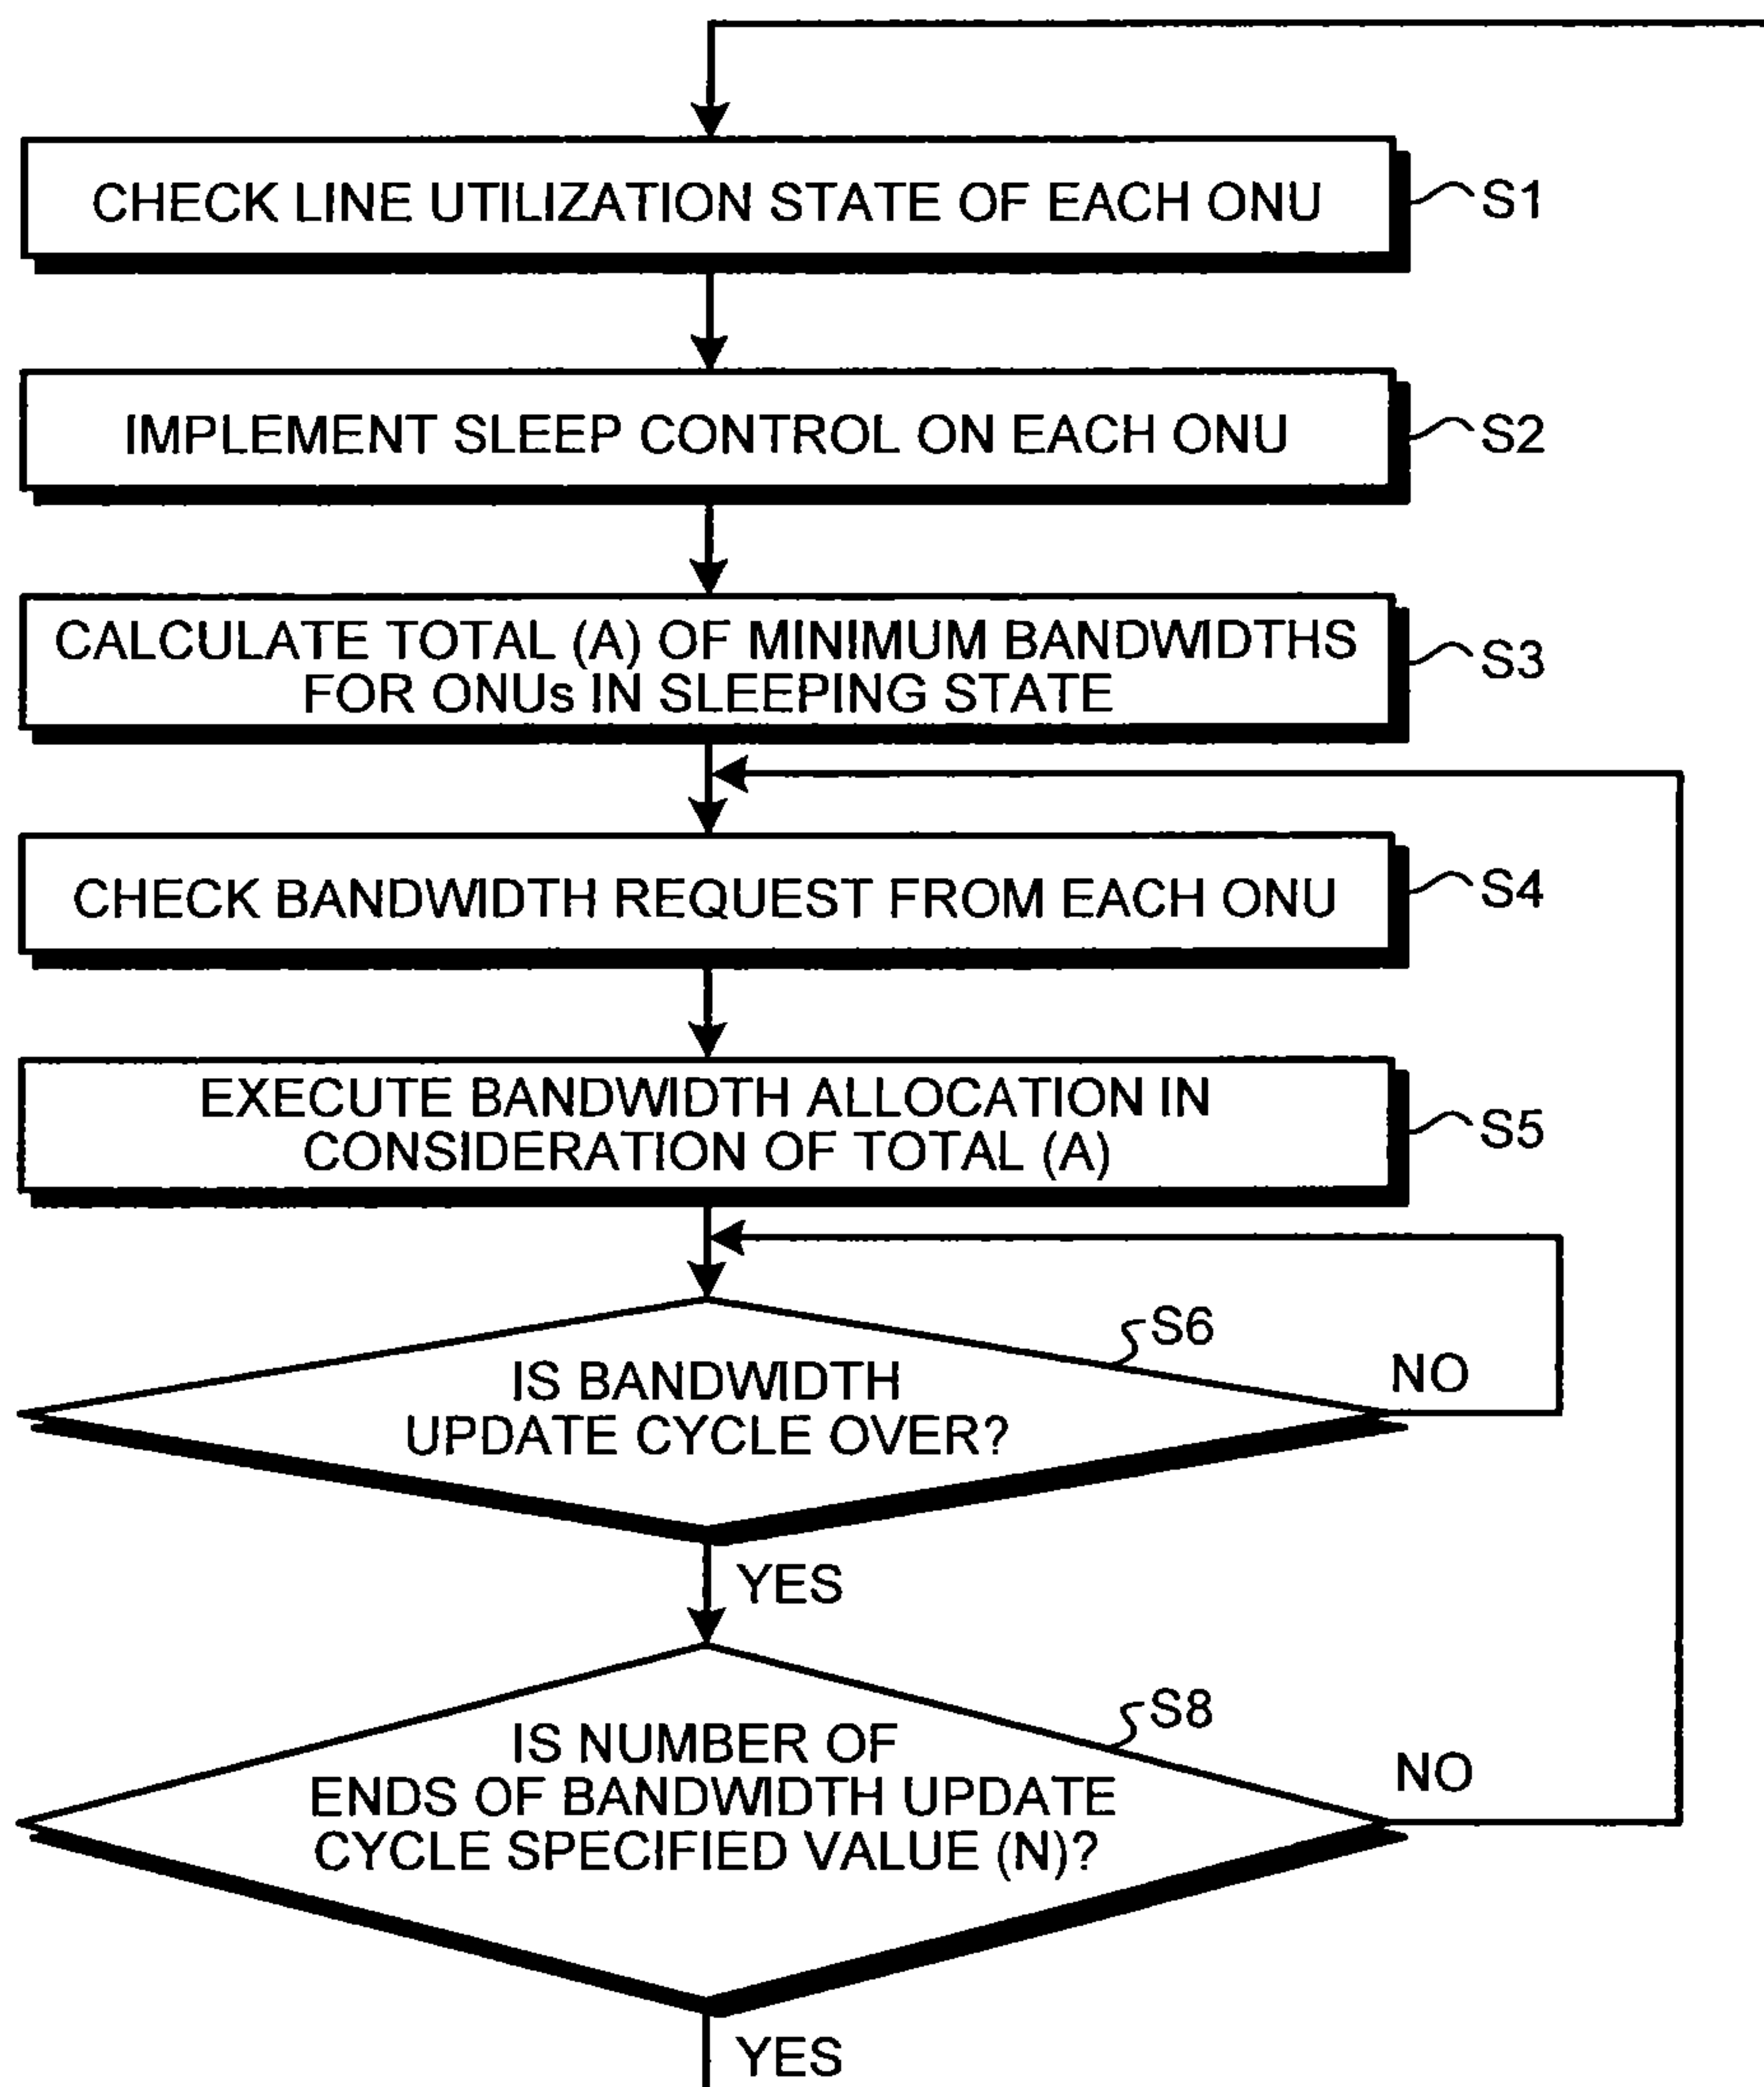 CHECK LINE UTILIZATION STATE OF EACH ONU
S1
IMPLEMENT SLEEP CONTROL ON EACH ONU
S2
CALCULATE TOTAL (A) OF MINIMUM BANDWIDTHS
FOR ONUs IN SLEEPING STATE
S3
CHECK BANDWIDTH REQUEST FROM EACH ONU
S4
EXECUTE BANDWIDTH ALLOCATION IN
CONSIDERATION OF TOTAL (A)
S5
S6
IS BANDWIDTH
UPDATE CYCLE OVER?
NO
YES
S8
IS NUMBER OF
ENDS OF BANDWIDTH UPDATE
CYCLE SPECIFIED VALUE (N)?
NO
YES